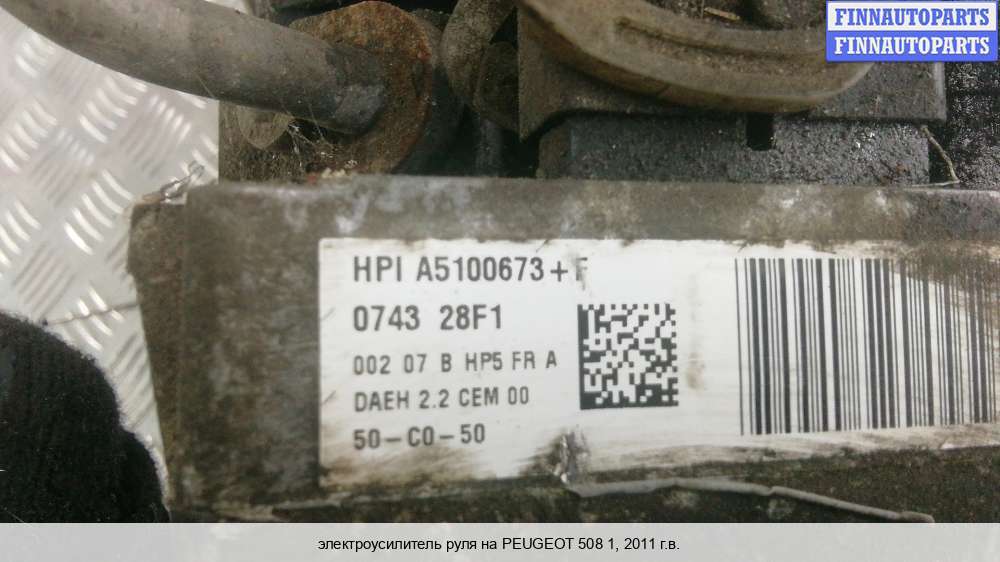 FINNAUTOPARTS
FINNAUTOPARTS
HPI A5100673+F
0743 28F1
002 07 B HP5 FR A
DAEH 2.2 CEM 00
50-C0-50
электроусилитель руля на PEUGEOT 508 1, 2011 г.в.